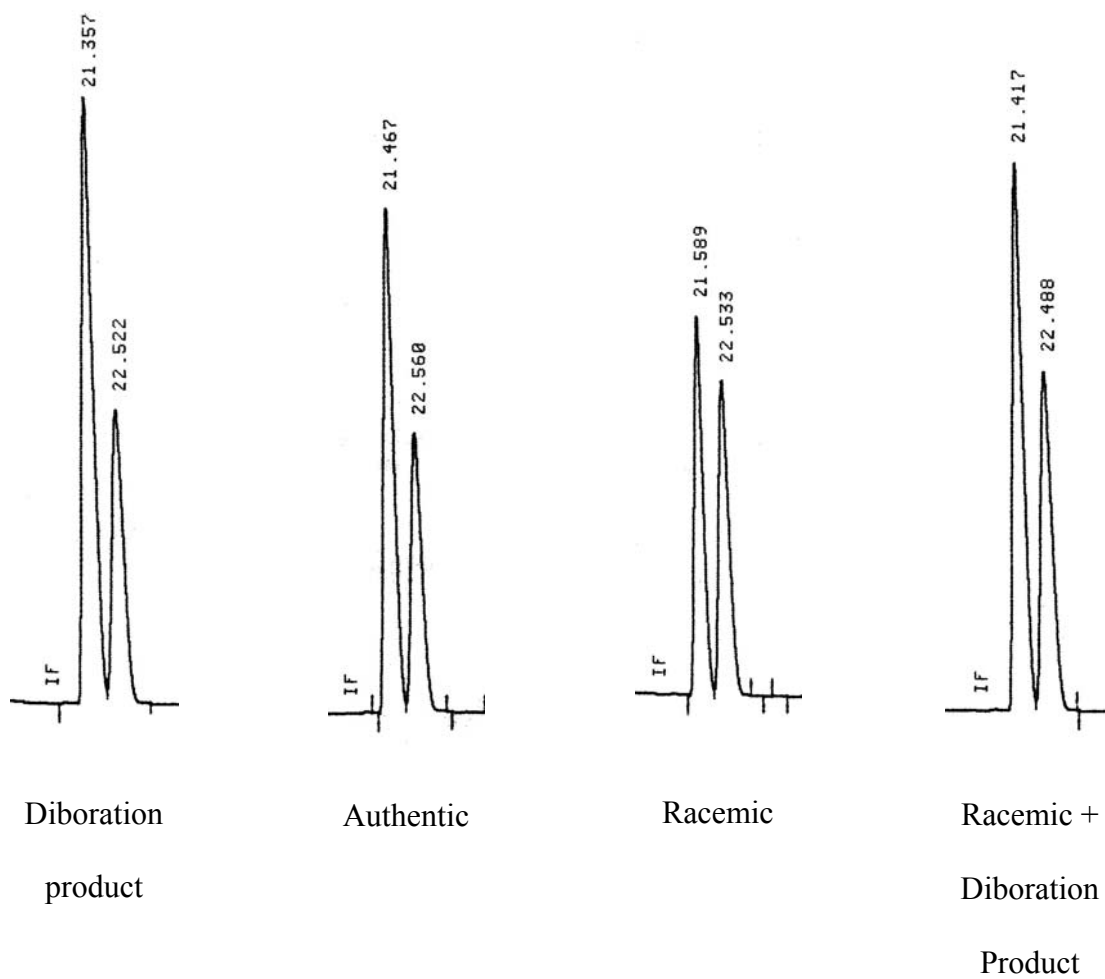 21.357
22.522
IF
Diboration
product
21.467
22.560
IF
Authentic
21.589
22.533
IF
Racemic
21.417
22.488
IF
Racemic +
Diboration
Product